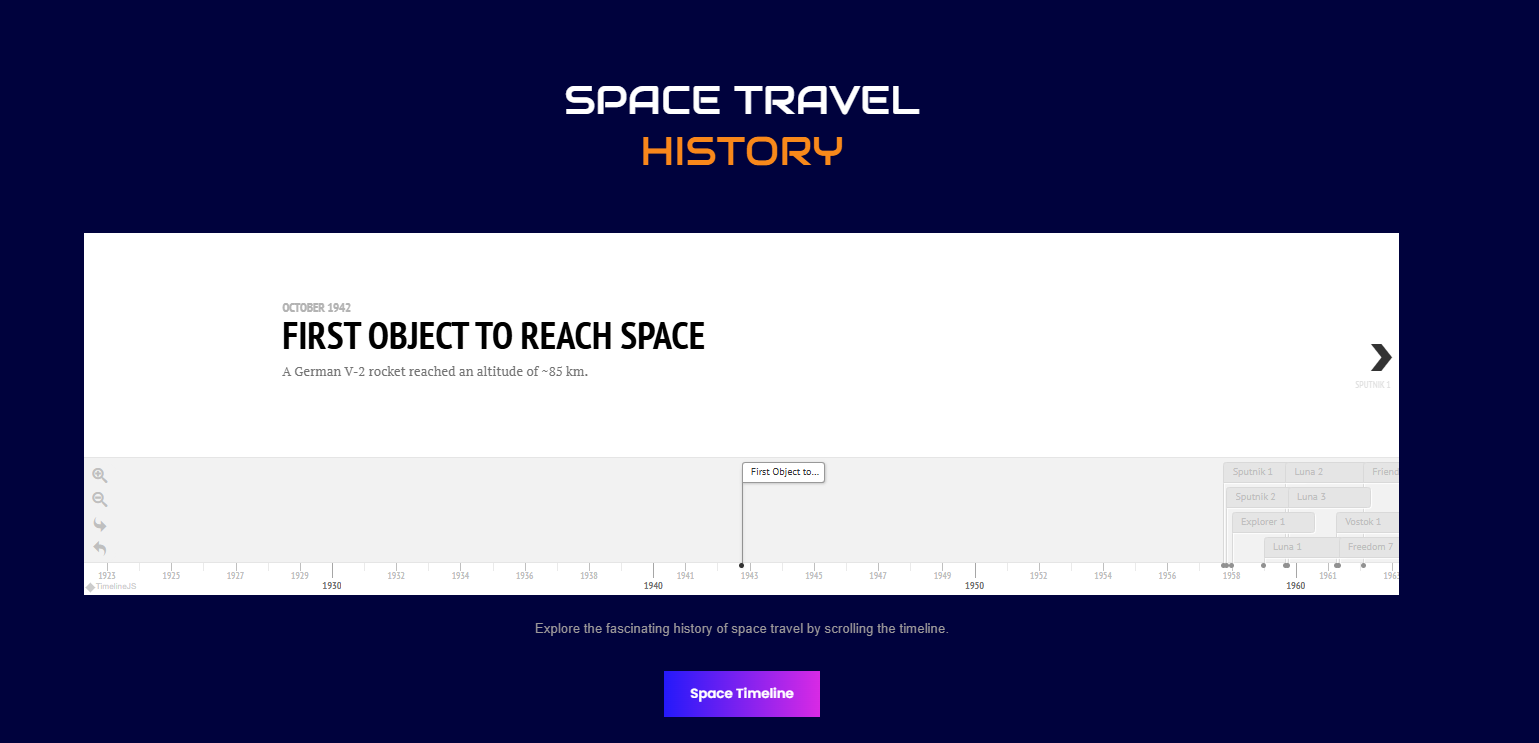 SPACE TRAVEL
HISTORY
OCTOBER 1942
FIRST OBJECT TO REACH SPACE
A German V-2 rocket reached an altitude of ~85 km.
SPUTNIK 1
First Object to...
Sputnik 1
Luna 2
Friend
Sputnik 2
Luna 3
Explorer 1
Vostok 1
Luna 1
Freedom 7
1923 1925 1927 1929 1932 1934 1936 1938 1941 1943 1945 1947 1949 1952 1954 1956 1958 1961 1963
1930 1940 1950 1960
TimelineJS
Explore the fascinating history of space travel by scrolling the timeline.
Space Timeline